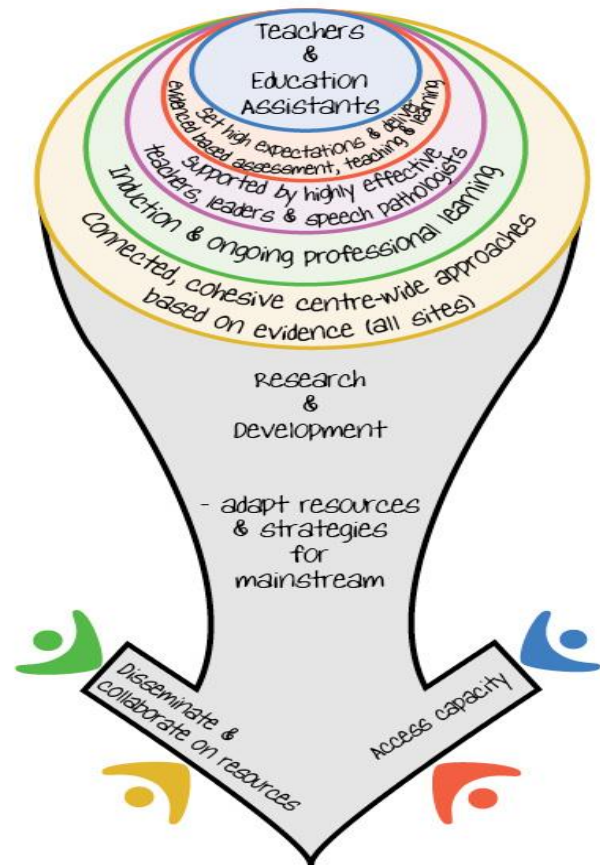 Teachers
&
Education
Assistants
Set high expectations & deliver
evidenced based assessment, teaching & learning
Supported by highly effective
teachers, leaders & speech pathologists
Induction & ongoing professional learning
Connected, cohesive centre-wide approaches
based on evidence (all sites)
Research
&
Development
- adapt resources
& strategies
for
mainstream
Disseminate &
collaborate on resources
Access capacity